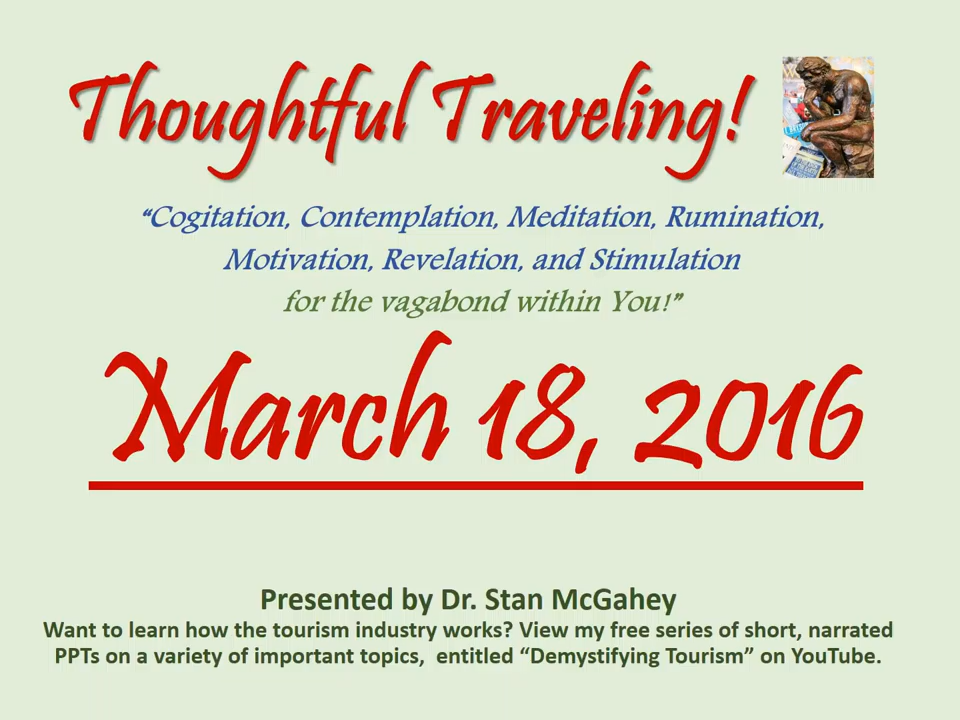 Thoughtful Traveling!
“Cogitation, Contemplation, Meditation, Rumination,
Motivation, Revelation, and Stimulation
for the vagabond within You!”
March 18, 2016
Presented by Dr. Stan McGahey
Want to learn how the tourism industry works? View my free series of short, narrated
PPTs on a variety of important topics,  entitled “Demystifying Tourism” on YouTube.